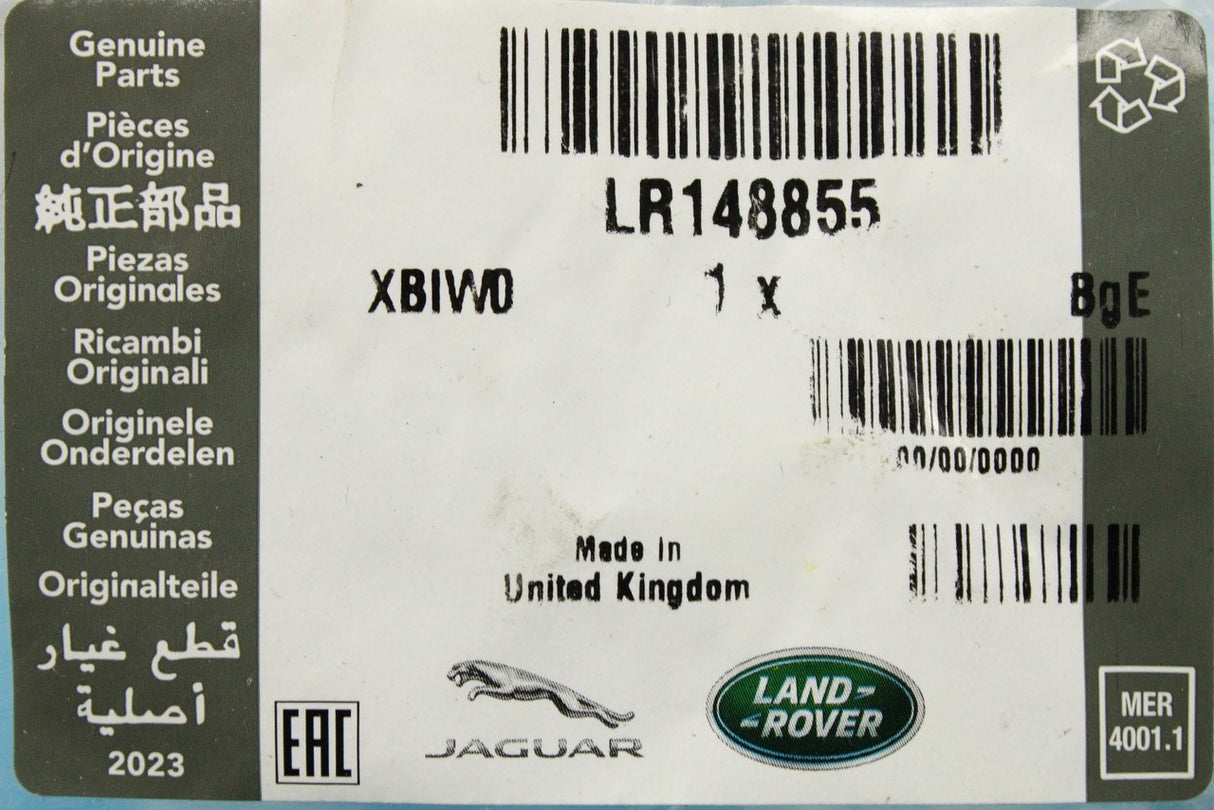 Genuine
Parts
Pièces
d'Origine
純正部品
Piezas
Originales
Ricambi
Originali
Originele
Onderdelen
Peças
Genuinas
Originalteile
قطع غيار
أصلية
2023
LR148855
XBIW0 1 x BgE
00/00/0000
Made In
United Kingdom
EAC
JAGUAR
LAND-
-ROVER
MER
4001.1